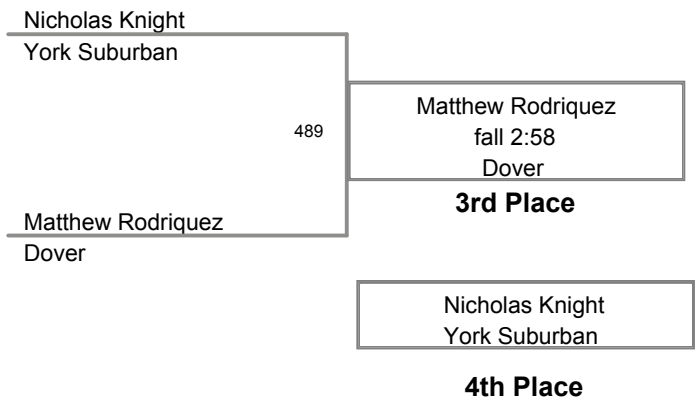 Nicholas Knight
York Suburban
489
Matthew Rodriquez
fall 2:58
Dover
3rd Place
Matthew Rodriquez
Dover
Nicholas Knight
York Suburban
4th Place